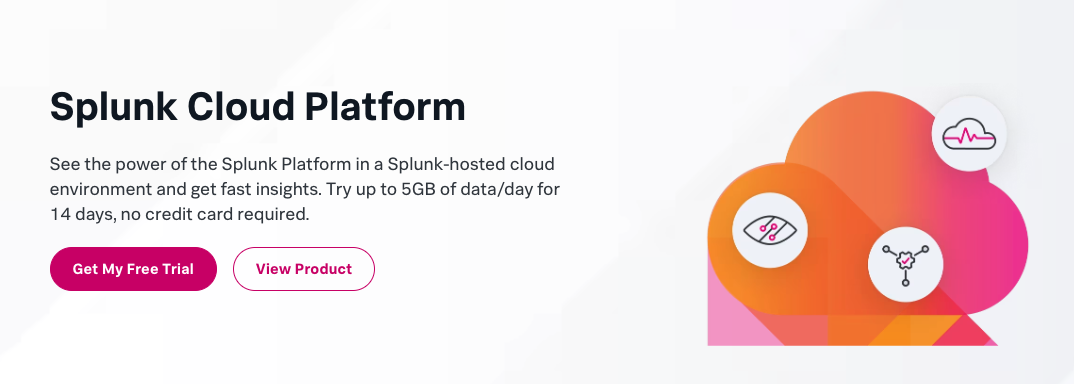 Splunk Cloud Platform
See the power of the Splunk Platform in a Splunk-hosted cloud
environment and get fast insights. Try up to 5GB of data/day for
14 days, no credit card required.
Get My Free Trial
View Product